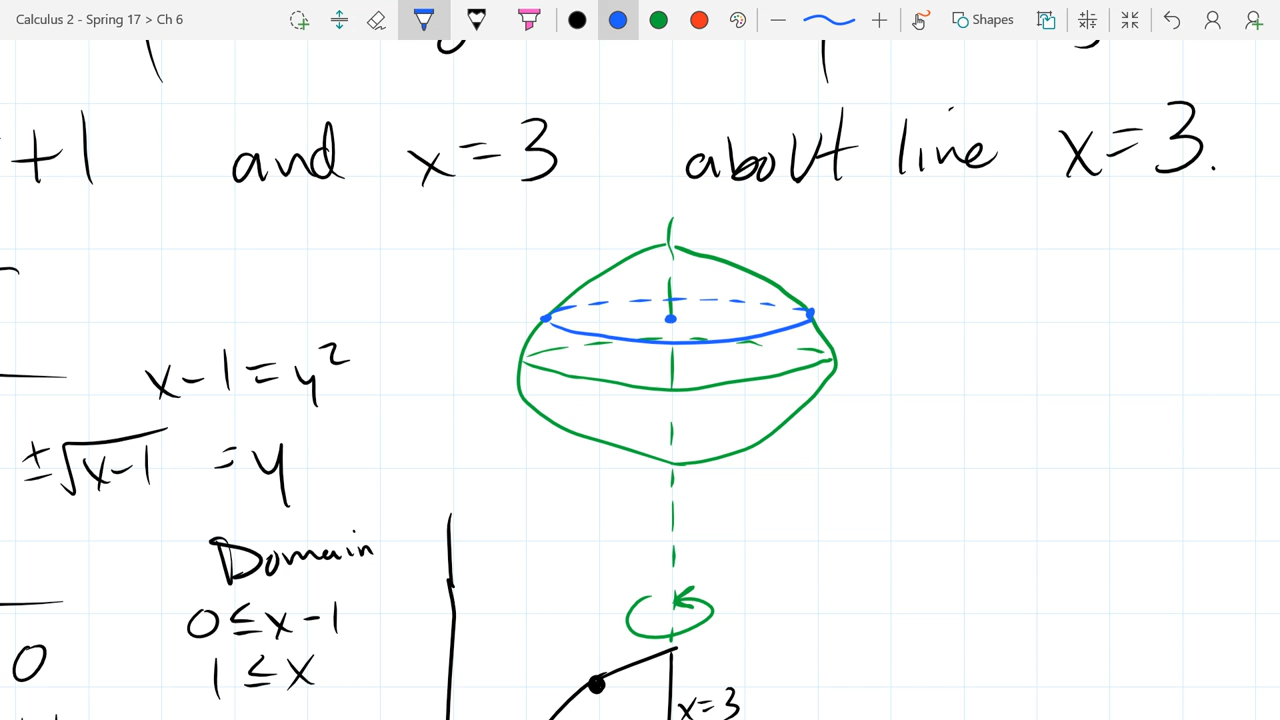 Calculus 2 - Spring 17 > Ch 6
Shapes
+1 and x = 3 about line x = 3.
x - 1 = y²
±√x-1 = y
Domain
0 ≤ x - 1
0
1 ≤ x
x = 3